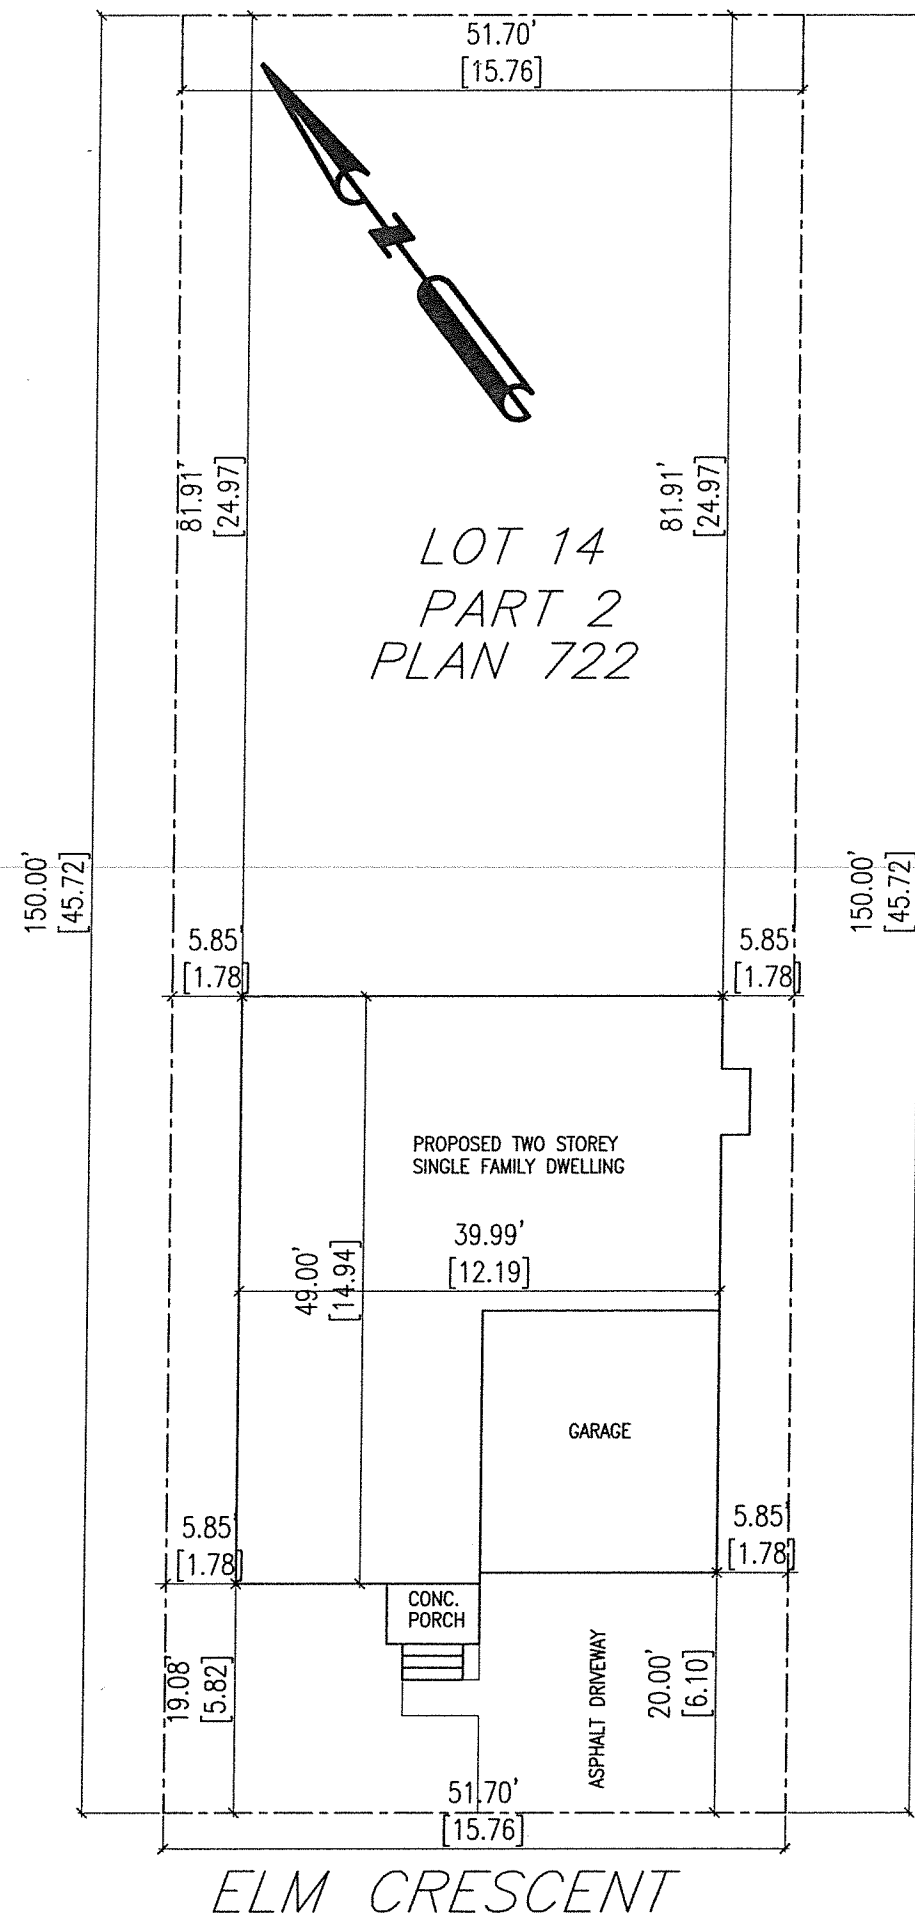 51.70'
[15.76]
N
81.91'
[24.97]
81.91'
[24.97]
LOT 14
PART 2
PLAN 722
150.00'
[45.72]
150.00'
[45.72]
5.85'
[1.78]
5.85'
[1.78]
PROPOSED TWO STOREY
SINGLE FAMILY DWELLING
39.99'
[12.19]
49.00'
[14.94]
GARAGE
5.85'
[1.78]
5.85'
[1.78]
CONC.
PORCH
19.08'
[5.82]
ASPHALT DRIVEWAY
20.00'
[6.10]
51.70'
[15.76]
ELM CRESCENT